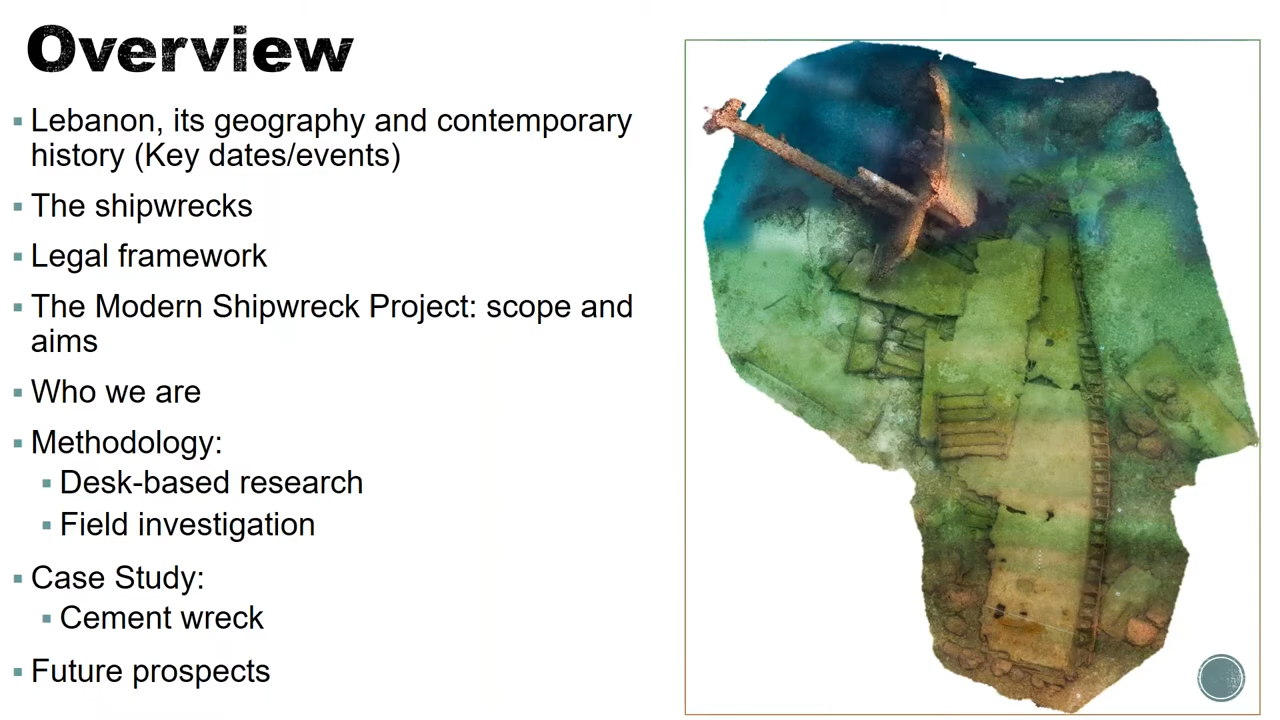 Overview
▪ Lebanon, its geography and contemporary
history (Key dates/events)
▪ The shipwrecks
▪ Legal framework
▪ The Modern Shipwreck Project: scope and
aims
▪ Who we are
▪ Methodology:
▪ Desk-based research
▪ Field investigation
▪ Case Study:
▪ Cement wreck
▪ Future prospects